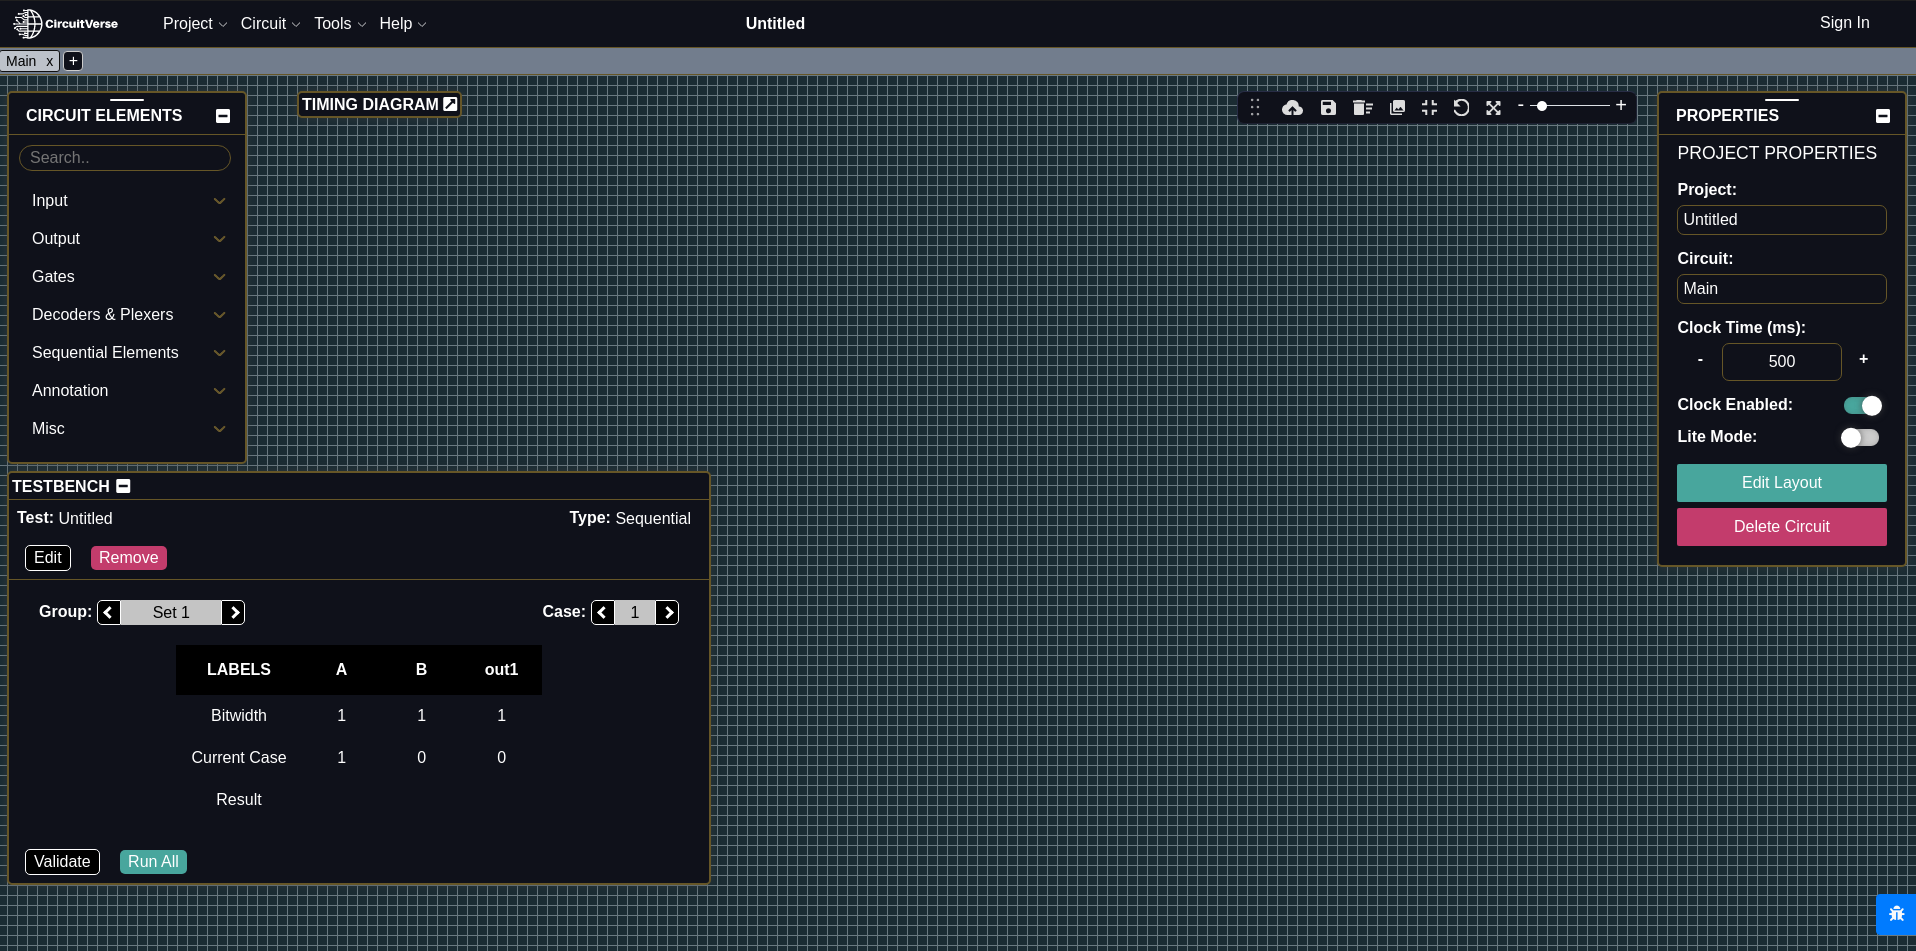 CircuitVerse Project Circuit Tools Help Untitled Sign In
Main x +
CIRCUIT ELEMENTS
Search..
Input
Output
Gates
Decoders & Plexers
Sequential Elements
Annotation
Misc
TIMING DIAGRAM
- +
PROPERTIES
PROJECT PROPERTIES
Project:
Untitled
Circuit:
Main
Clock Time (ms):
- 500 +
Clock Enabled:
Lite Mode:
Edit Layout
Delete Circuit
TESTBENCH
Test: Untitled Type: Sequential
Edit Remove
Group: Set 1 Case: 1
LABELS A B out1
Bitwidth 1 1 1
Current Case 1 0 0
Result
Validate Run All